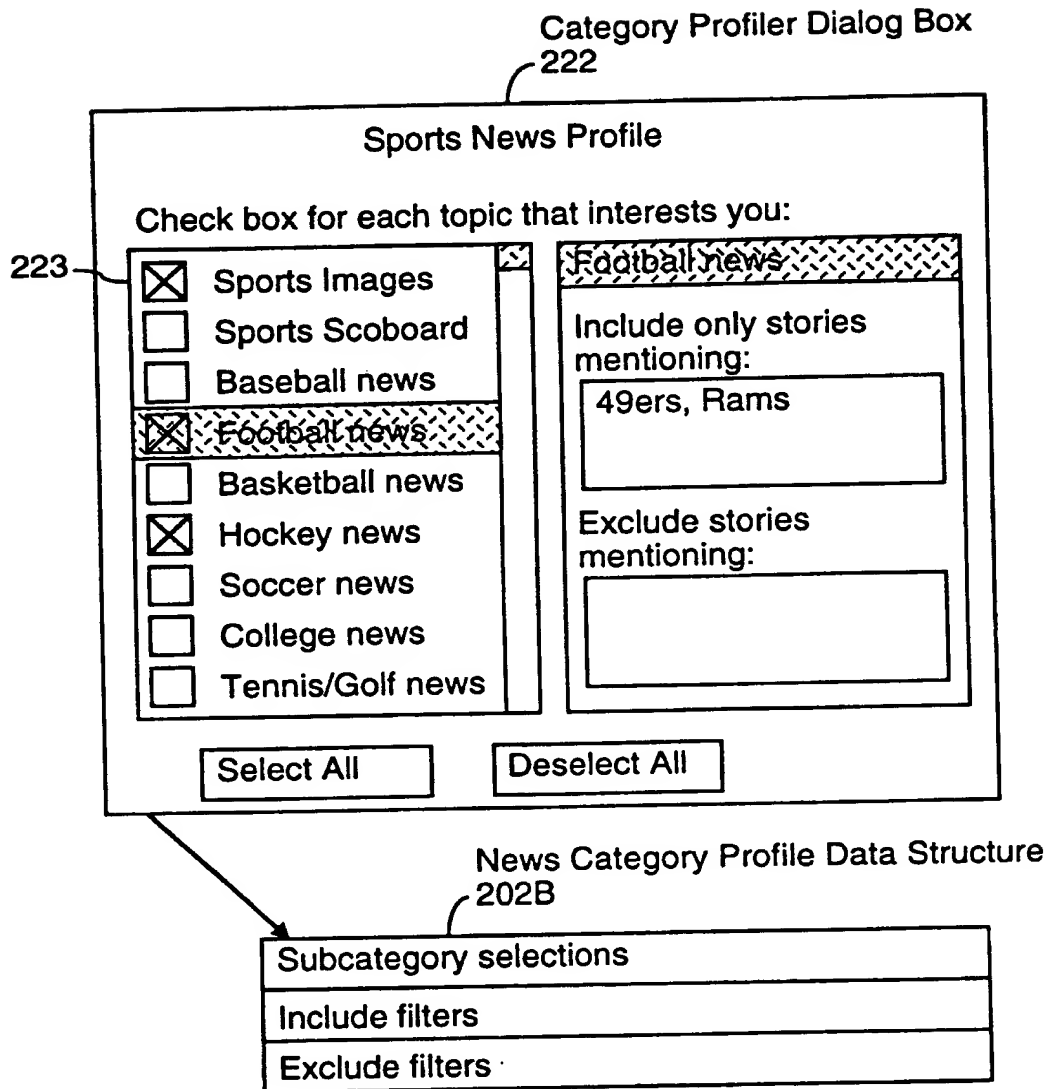 Category Profiler Dialog Box
222
Sports News Profile
Check box for each topic that interests you:
223
Sports Images
Sports Scoboard
Baseball news
Football news
Basketball news
Hockey news
Soccer news
College news
Tennis/Golf news
Football news
Include only stories
mentioning:
49ers, Rams
Exclude stories
mentioning:
Select All
Deselect All
News Category Profile Data Structure
202B
Subcategory selections
Include filters
Exclude filters